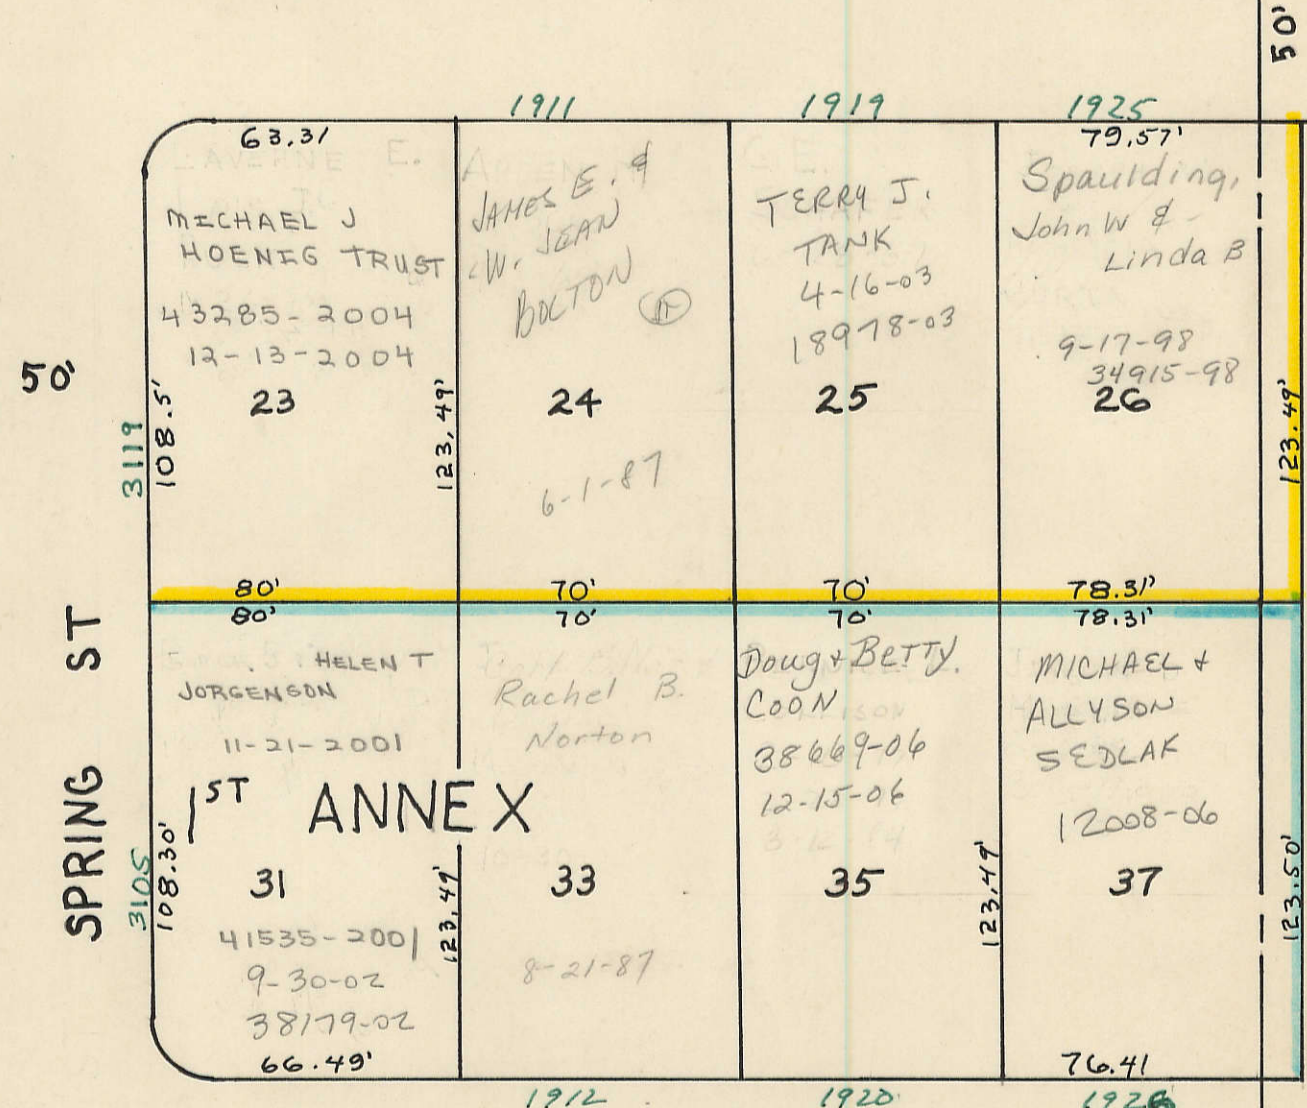 50'
1911
1919
1925
63.31
79.57'
MICHAEL J
HOENIG TRUST
43285-2004
12-13-2004
23
108.5'
3119
123.49'
JAMES E. &
W. JEAN
BOLTON
24
6-1-87
TERRY J.
TANK
4-16-03
18978-03
25
Spaulding,
John W &
Linda B
9-17-98
34915-98
26
123.49'
50'
80'
70'
70'
78.31'
80'
70'
70'
78.31'
SPRING ST
HELEN T
JORGENSON
11-21-2001
1ST ANNEX
31
3105
108.30'
41535-2001
9-30-02
38179-02
66.49'
123.49'
Rachel B.
Norton
33
8-21-87
Doug & BETTY.
COON
38669-06
12-15-06
35
123.49'
MICHAEL &
ALLYSON
SEDLAK
12008-06
37
123.50'
76.41
1912
1920
1926